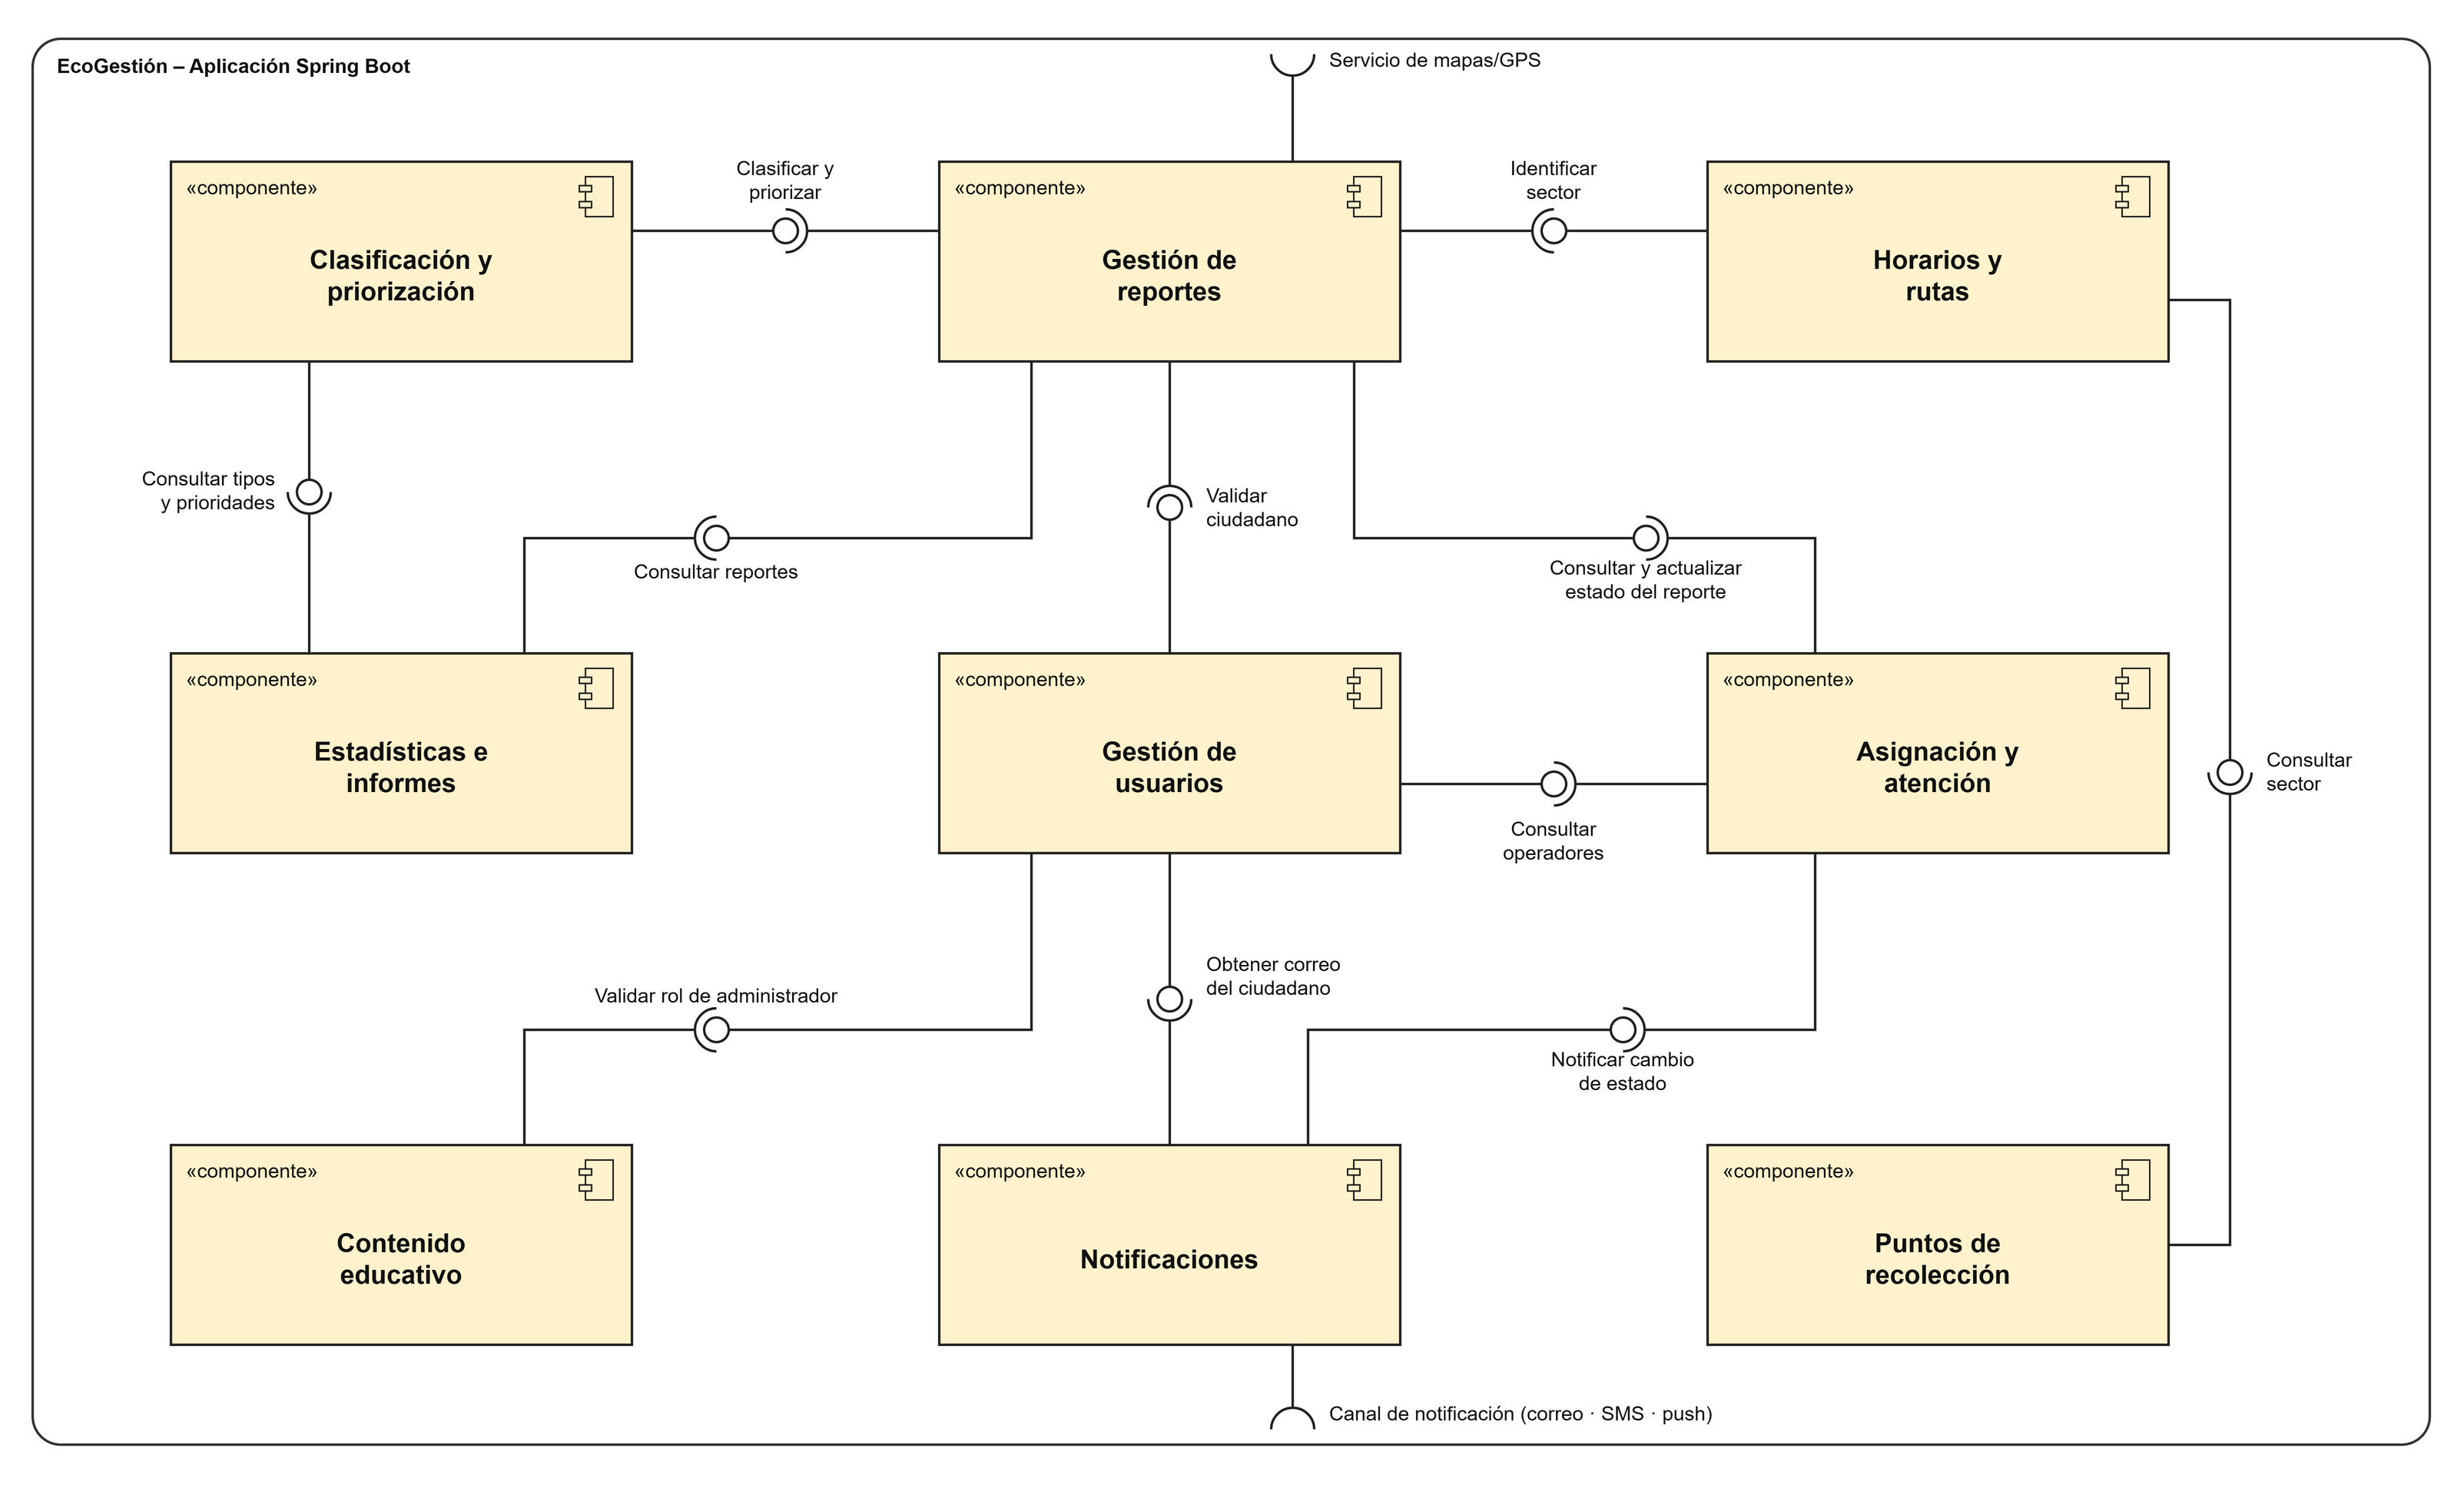 EcoGestión – Aplicación Spring Boot
Servicio de mapas/GPS
«componente»
Clasificación y
priorización
Clasificar y
priorizar
«componente»
Gestión de
reportes
Identificar
sector
«componente»
Horarios y
rutas
Consultar tipos
y prioridades
Consultar reportes
Validar
ciudadano
Consultar y actualizar
estado del reporte
«componente»
Estadísticas e
informes
«componente»
Gestión de
usuarios
Consultar
operadores
«componente»
Asignación y
atención
Consultar
sector
Validar rol de administrador
Obtener correo
del ciudadano
Notificar cambio
de estado
«componente»
Contenido
educativo
«componente»
Notificaciones
«componente»
Puntos de
recolección
Canal de notificación (correo · SMS · push)